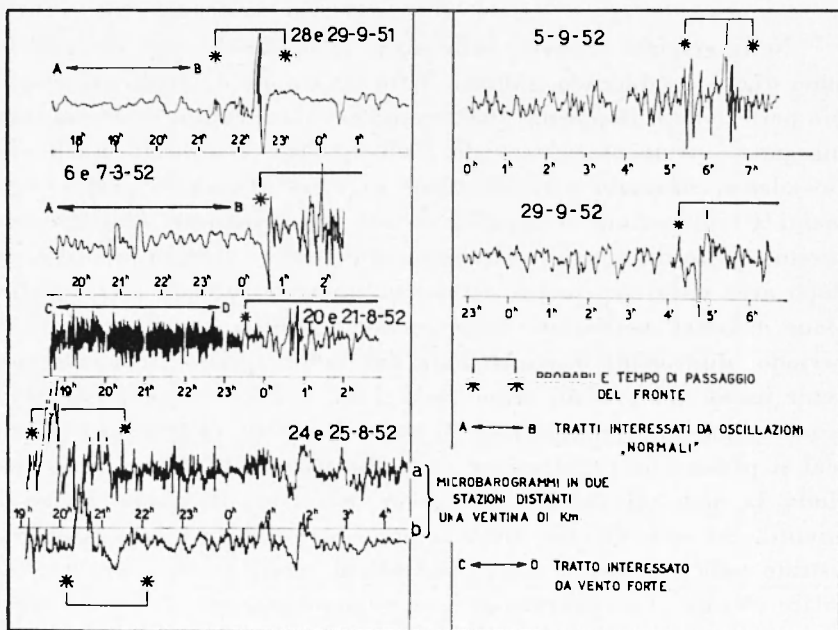 28 e 29-9-51
A B
18ʰ 19ʰ 20ʰ 21ʰ 22ʰ 23ʰ 0ʰ 1ʰ
6 e 7-3-52
A B
20ʰ 21ʰ 22ʰ 23ʰ 0ʰ 1ʰ 2ʰ
C D
20 e 21-8-52
19ʰ 20ʰ 21ʰ 22ʰ 23ʰ 0ʰ 1ʰ 2ʰ
24 e 25-8-52
a
19ʰ 20ʰ 21ʰ 22ʰ 23ʰ 0ʰ 1ʰ 2ʰ 3ʰ 4ʰ
b
5-9-52
0ʰ 1ʰ 2ʰ 3ʰ 4ʰ 5ʰ 6ʰ 7ʰ
29-9-52
23ʰ 0ʰ 1ʰ 2ʰ 3ʰ 4ʰ 5ʰ 6ʰ
E TEMPO DI PASSAGGIO
DEL FRONTE
A B TRATTI INTERESSATI DA OSCILLAZIONI
„NORMALI"
MICROBAROGRAMMI IN DUE
STAZIONI DISTANTI
UNA VENTINA DI Km
C D TRATTO INTERESSATO
DA VENTO FORTE